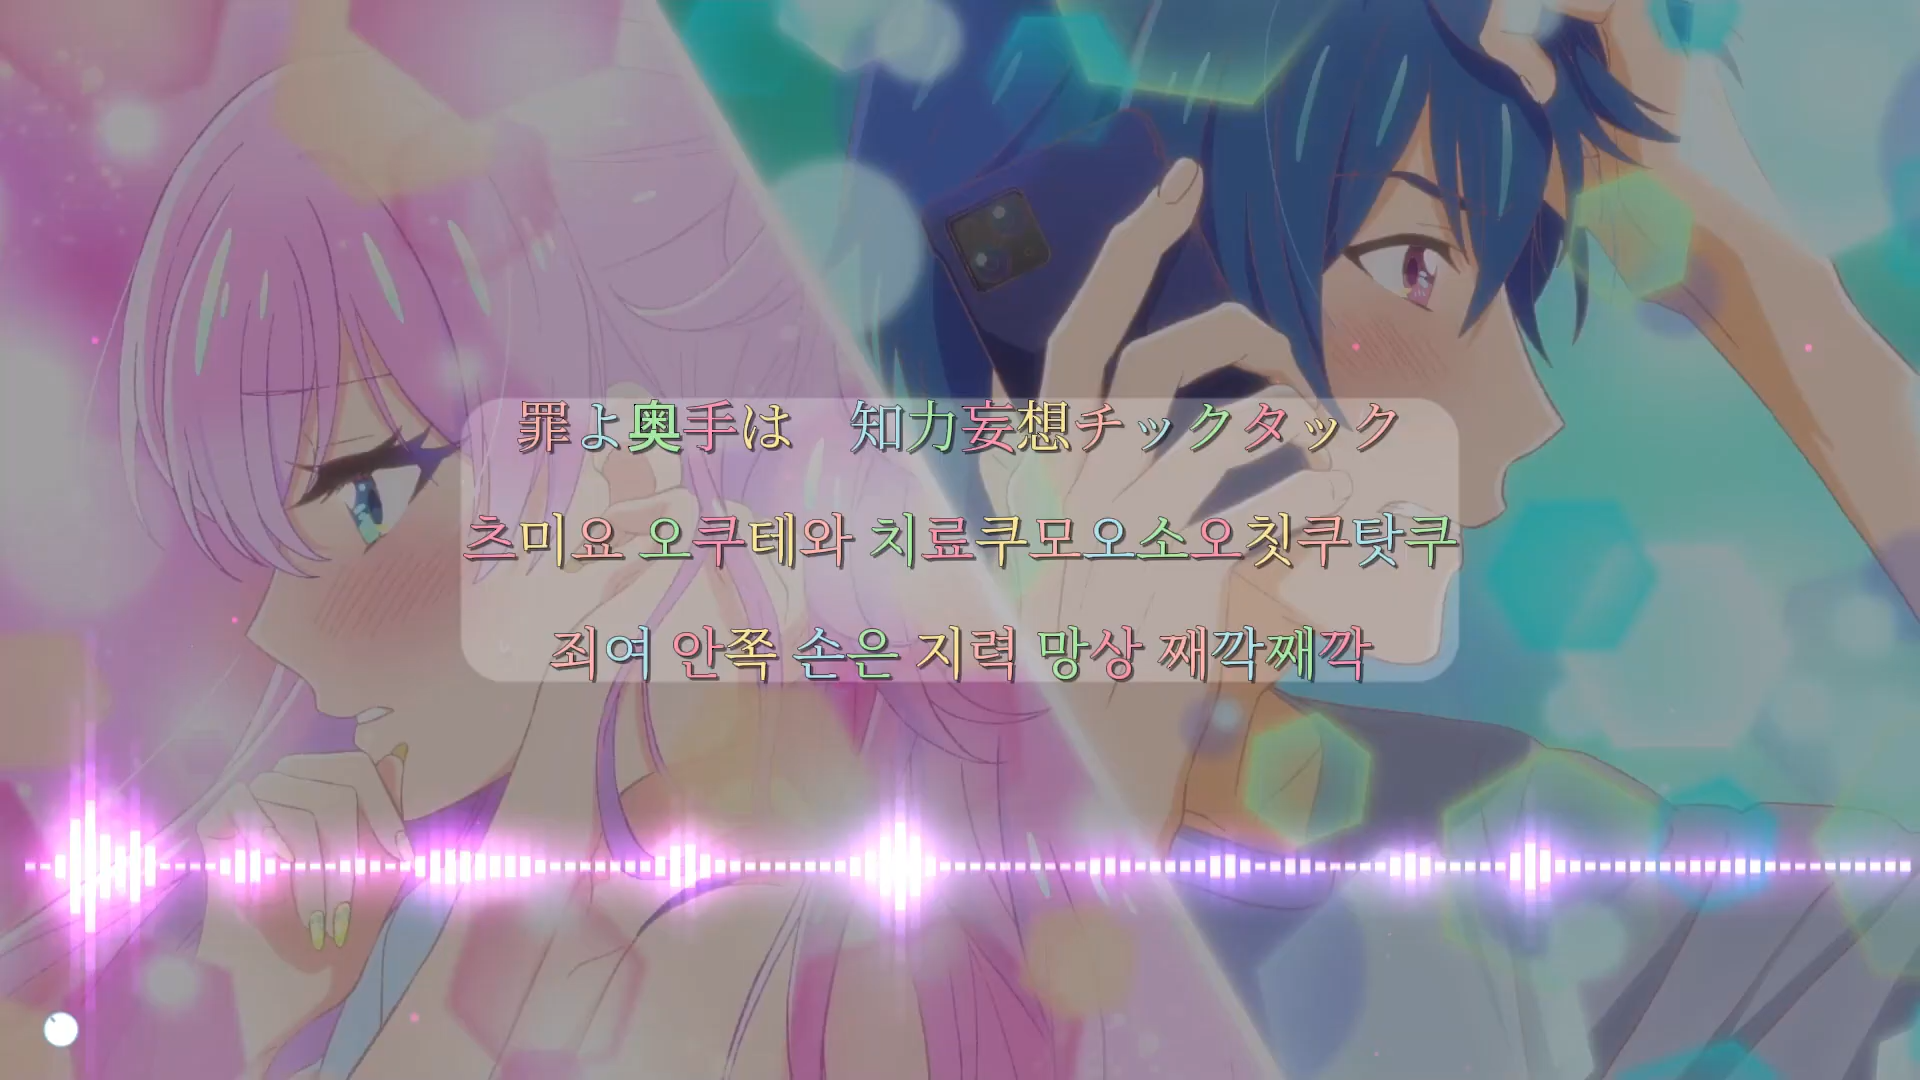 罪よ奥手は　知力妄想チックタック
츠미요 오쿠테와 치료쿠모오소오칫쿠탓쿠
죄여 안쪽 손은 지력 망상 째깍째깍